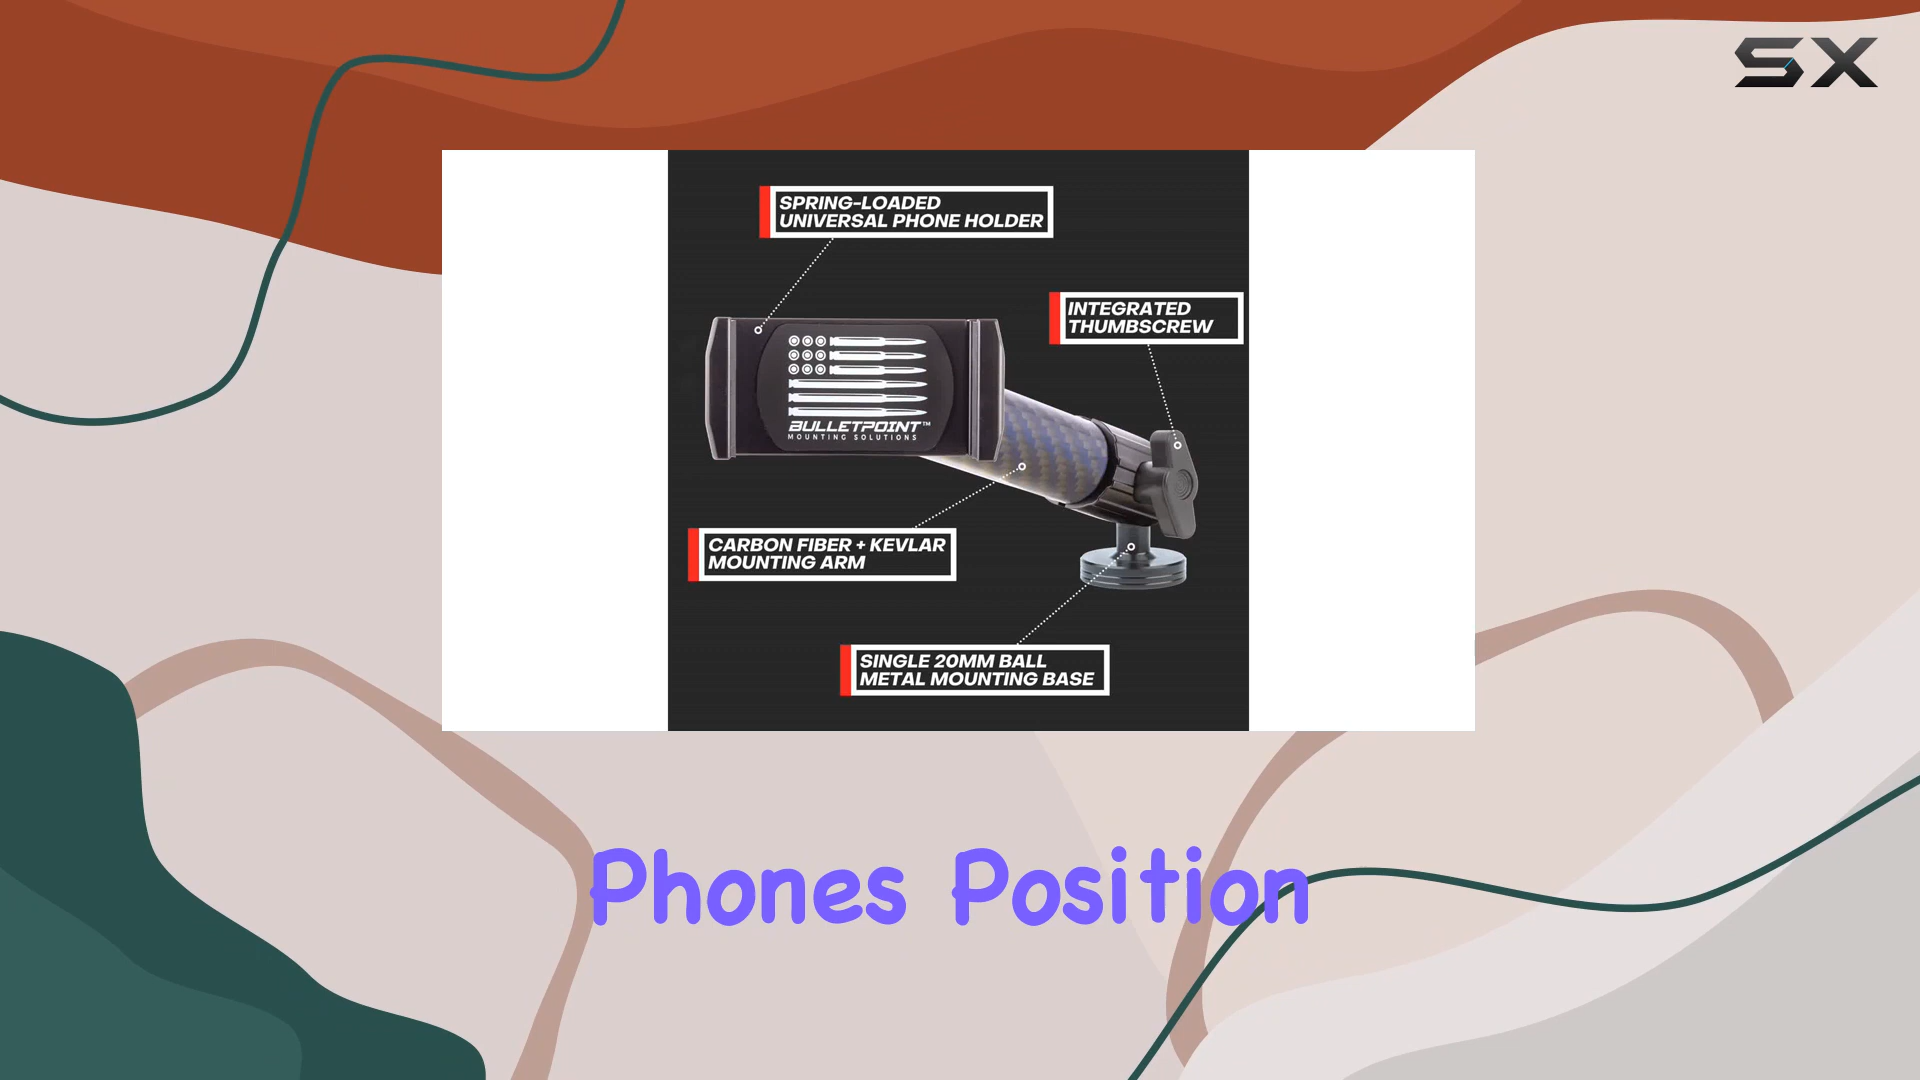 SX
SPRING-LOADED
UNIVERSAL PHONE HOLDER
INTEGRATED
THUMBSCREW
BULLETPOINT™
MOUNTING SOLUTIONS
CARBON FIBER + KEVLAR
MOUNTING ARM
SINGLE 20MM BALL
METAL MOUNTING BASE
Phones Position